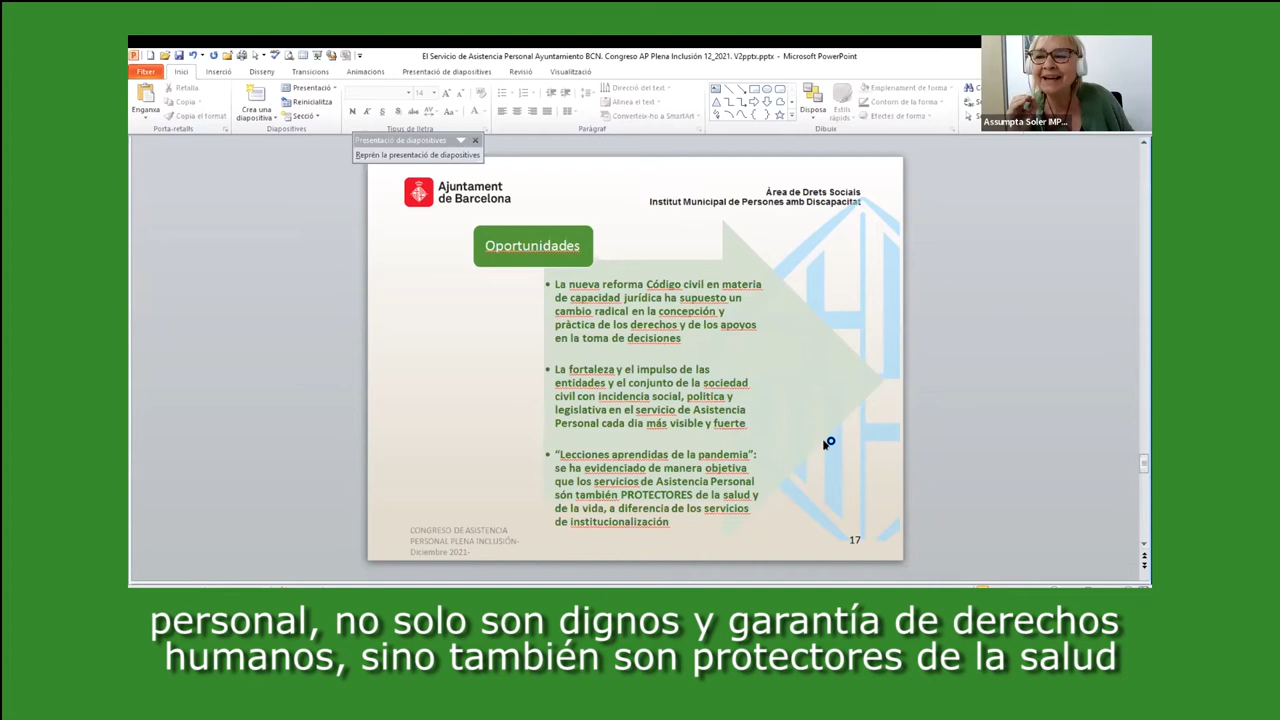 El Servicio de Asistencia Personal Ayuntamiento BCN. Congreso AP Plena Inclusión 12_2021. V2pptx.pptx - Microsoft PowerPoint
Fitxer Inici Inserció Disseny Transicions Animacions Presentació de diapositives Revisió Visualització
Enganxa
Retalla
Copia
Copia el format
Porta-retalls
Crea una diapositiva
Presentació
Reinicialitza
Secció
Diapositives
14
Tipus de lletra
Direcció del text
Alinea el text
Converteix-ho a SmartArt
Paràgraf
Disposa
Estils ràpids
Emplenament de forma
Contorn de la forma
Efectes de forma
Dibuix
Assumpta Soler IMP...
Presentació de diapositives
Reprèn la presentació de diapositives
Ajuntament
de Barcelona
Àrea de Drets Socials
Institut Municipal de Persones amb Discapacitat
Oportunidades
• La nueva reforma Código civil en materia
de capacidad jurídica ha supuesto un
cambio radical en la concepción y
pràctica de los derechos y de los apoyos
en la toma de decisiones
• La fortaleza y el impulso de las
entidades y el conjunto de la sociedad
civil con incidencia social, politica y
legislativa en el servicio de Asistencia
Personal cada dia más visible y fuerte
• “Lecciones aprendidas de la pandemia”:
se ha evidenciado de manera objetiva
que los servicios de Asistencia Personal
són también PROTECTORES de la salud y
de la vida, a diferencia de los servicios
de institucionalización
CONGRESO DE ASISTENCIA
PERSONAL PLENA INCLUSIÓN-
Diciembre 2021-
17
personal, no solo son dignos y garantía de derechos
humanos, sino también son protectores de la salud